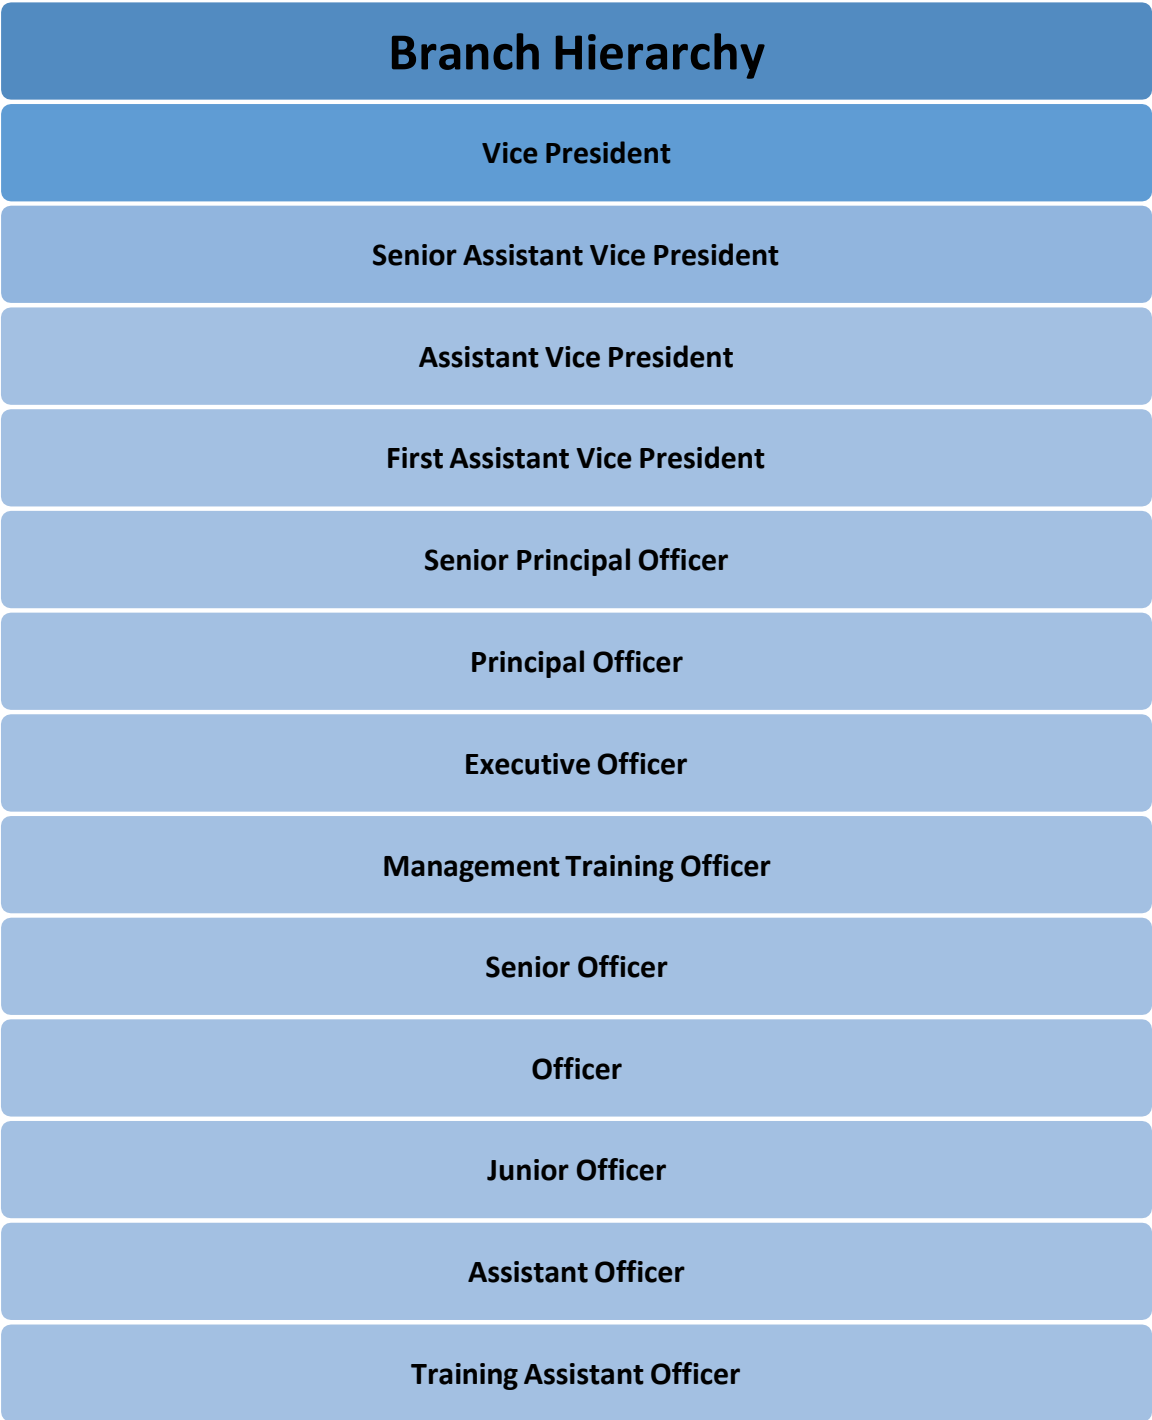 Branch Hierarchy
Vice President
Senior Assistant Vice President
Assistant Vice President
First Assistant Vice President
Senior Principal Officer
Principal Officer
Executive Officer
Management Training Officer
Senior Officer
Officer
Junior Officer
Assistant Officer
Training Assistant Officer